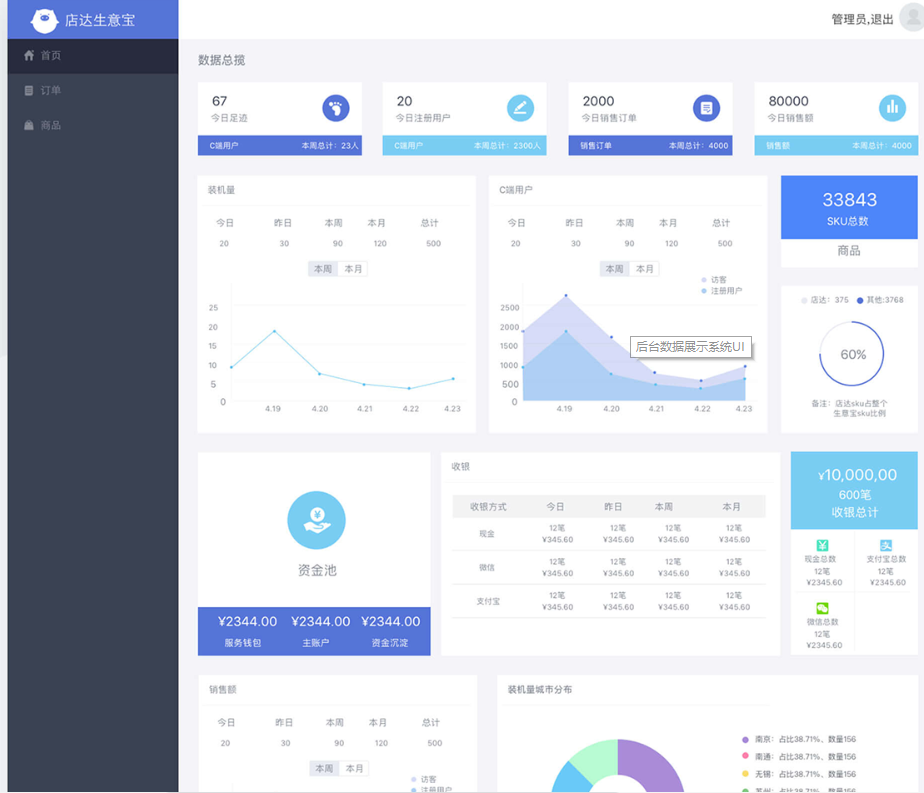 店达生意宝
管理员,退出
首页
订单
商品
数据总揽
67
今日足迹
C端用户 本周总计：23人
20
今日注册用户
C端用户 本周总计：2300人
2000
今日销售订单
销售订单 本周总计：4000
80000
今日销售额
销售额 本周总计：4000
装机量
今日 昨日 本周 本月 总计
20 30 90 120 500
本周 本月
25
20
15
10
5
0
4.19 4.20 4.21 4.22 4.23
C端用户
今日 昨日 本周 本月 总计
20 30 90 120 500
本周 本月
访客
注册用户
2500
2000
1500
1000
500
0
4.19 4.20 4.21 4.22 4.23
后台数据展示系统UI
33843
SKU总数
商品
店达：375 其他:3768
60%
备注：店达sku占整个
生意宝sku比例
资金池
¥2344.00 ¥2344.00 ¥2344.00
服务钱包 主账户 资金沉淀
收银
收银方式 今日 昨日 本周 本月
现金
12笔 12笔 12笔 12笔
¥345.60 ¥345.60 ¥345.60 ¥345.60
微信
12笔 12笔 12笔 12笔
¥345.60 ¥345.60 ¥345.60 ¥345.60
支付宝
12笔 12笔 12笔 12笔
¥345.60 ¥345.60 ¥345.60 ¥345.60
¥10,000,00
600笔
收银总计
现金总数 支付宝总数
12笔 12笔
¥2345.60 ¥2345.60
微信总数
12笔
¥2345.60
销售额
今日 昨日 本周 本月 总计
20 30 90 120 500
本周 本月
访客
注册用户
装机量城市分布
南京：占比38.71%、数量156
南通：占比38.71%、数量156
无锡：占比38.71%、数量156
苏州：占比38.71%、数量156